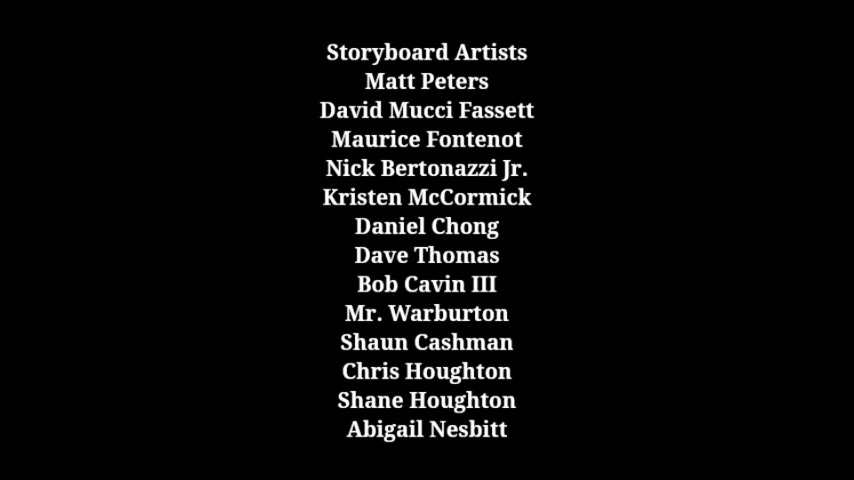 Storyboard Artists
Matt Peters
David Mucci Fassett
Maurice Fontenot
Nick Bertonazzi Jr.
Kristen McCormick
Daniel Chong
Dave Thomas
Bob Cavin III
Mr. Warburton
Shaun Cashman
Chris Houghton
Shane Houghton
Abigail Nesbitt